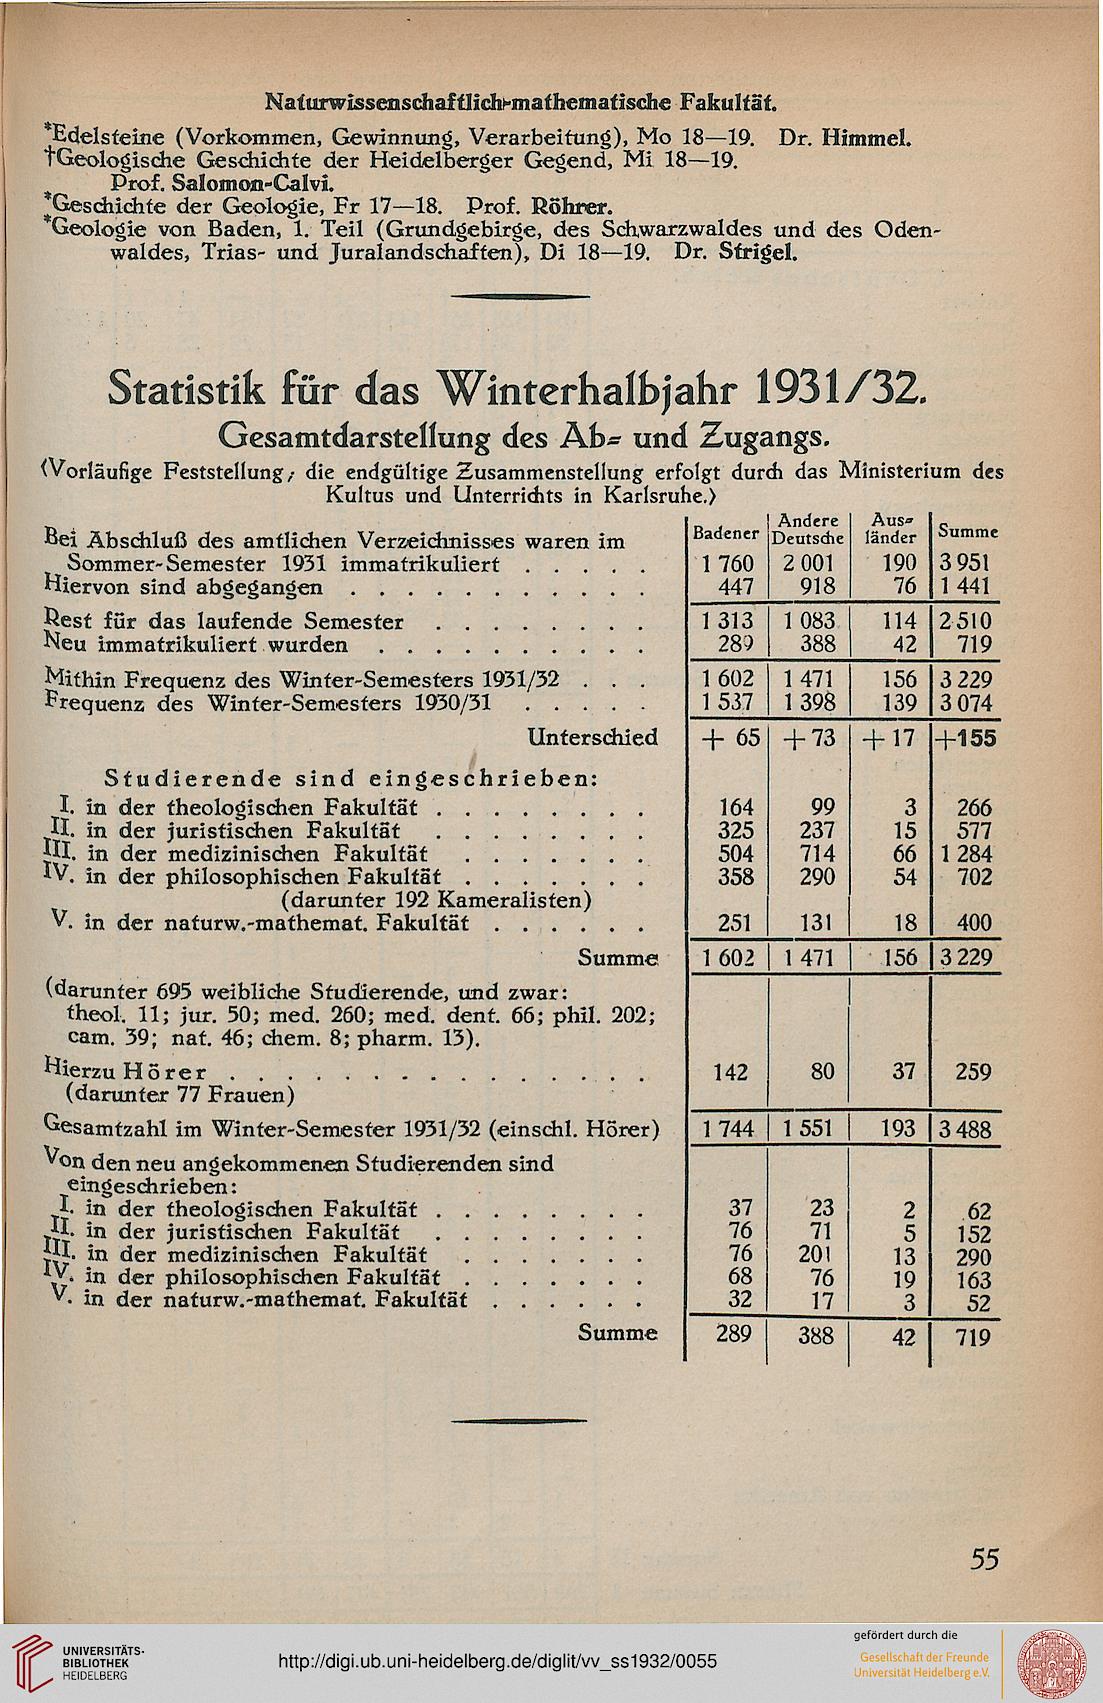 Naturwissenschaftlich-mathematische Fakultät.
*Edelsteine (Vorkommen, Gewinnung, Verarbeitung), Mo 18—19. Dr. Himmel.
†Geologische Geschichte der Heidelberger Gegend, Mi 18—19.
Prof. Salomon-Calvi.
*Geschichte der Geologie, Fr 17—18. Prof. Röhrer.
*Geologie von Baden, 1. Teil (Grundgebirge, des Schwarzwaldes und des Oden-
waldes, Trias- und Juralandschaften), Di 18—19. Dr. Strigel.
Statistik für das Winterhalbjahr 1931/32.
Gesamtdarstellung des Ab- und Zugangs.
(Vorläufige Feststellung; die endgültige Zusammenstellung erfolgt durch das Ministerium des
Kultus und Unterrichts in Karlsruhe.)
Badener Andere Deutsche Ausländer Summe
Bei Abschluß des amtlichen Verzeichnisses waren im
Sommer-Semester 1931 immatrikuliert . . . . . 1 760 2 001 190 3 951
Hiervon sind abgegangen . . . . . . . . . . . 447 918 76 1 441
Rest für das laufende Semester . . . . . . . . 1 313 1 083 114 2 510
Neu immatrikuliert wurden . . . . . . . . . . 289 388 42 719
Mithin Frequenz des Winter-Semesters 1931/32 . . . 1 602 1 471 156 3 229
Frequenz des Winter-Semesters 1930/31 . . . . . 1 537 1 398 139 3 074
Unterschied + 65 + 73 + 17 +155
Studierende sind eingeschrieben:
I. in der theologischen Fakultät . . . . . . . . 164 99 3 266
II. in der juristischen Fakultät . . . . . . . . 325 237 15 577
III. in der medizinischen Fakultät . . . . . . . 504 714 66 1 284
IV. in der philosophischen Fakultät . . . . . . . 358 290 54 702
(darunter 192 Kameralisten)
V. in der naturw.-mathemat. Fakultät . . . . . . 251 131 18 400
Summe 1 602 1 471 156 3 229
(darunter 695 weibliche Studierende, und zwar:
theol. 11; jur. 50; med. 260; med. dent. 66; phil. 202;
cam. 39; nat. 46; chem. 8; pharm. 13).
Hierzu Hörer . . . . . . . . . . . . . . . 142 80 37 259
(darunter 77 Frauen)
Gesamtzahl im Winter-Semester 1931/32 (einschl. Hörer) 1 744 1 551 193 3 488
Von den neu angekommenen Studierenden sind
eingeschrieben:
I. in der theologischen Fakultät . . . . . . . . 37 23 2 62
II. in der juristischen Fakultät . . . . . . . . 76 71 5 152
III. in der medizinischen Fakultät . . . . . . . 76 201 13 290
IV. in der philosophischen Fakultät . . . . . . . 68 76 19 163
V. in der naturw.-mathemat. Fakultät . . . . . . 32 17 3 52
Summe 289 388 42 719
55
UNIVERSITÄTS-
BIBLIOTHEK
HEIDELBERG
http://digi.ub.uni-heidelberg.de/diglit/vv_ss1932/0055
gefördert durch die
Gesellschaft der Freunde
Universität Heidelberg e.V.